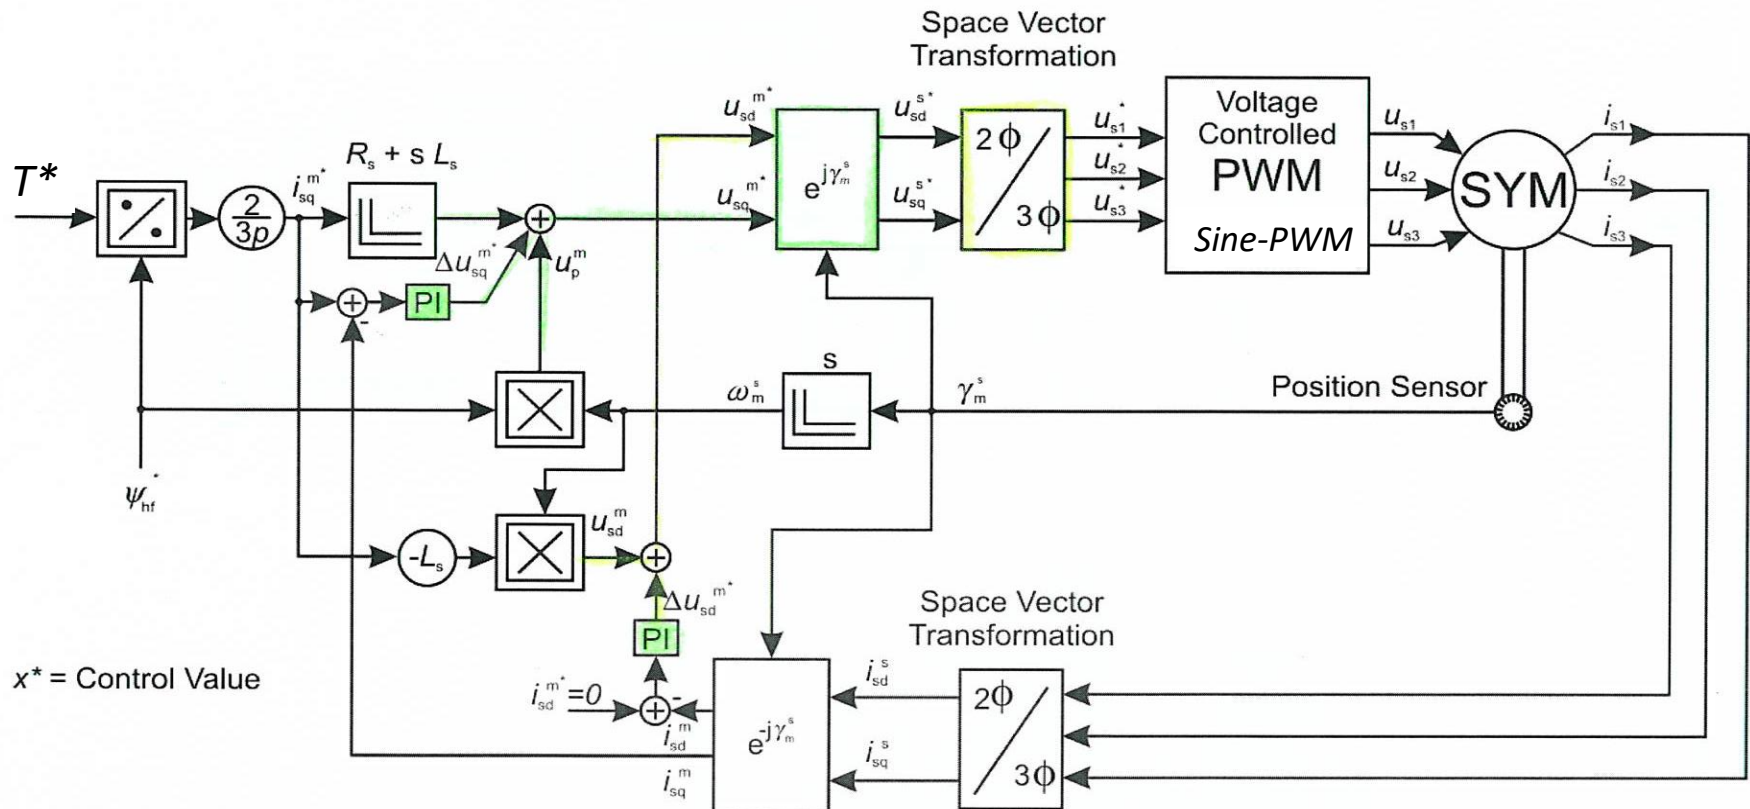 Space Vector
Transformation
T*
2
3p
i_sq^m*
R_s + s L_s
Δu_sq^m*
u_p^m
PI
u_sd^m*
u_sq^m*
e^jγ_m^s
u_sd^s*
u_sq^s*
2ϕ
3ϕ
u_s1^*
u_s2^*
u_s3^*
Voltage
Controlled
PWM
Sine-PWM
u_s1
u_s2
u_s3
SYM
i_s1
i_s2
i_s3
s
ω_m^s
γ_m^s
Position Sensor
ψ_hf^*
-L_s
u_sd^m
Δu_sd^m*
PI
i_sd^m*=0
-
-
i_sd^m
i_sq^m
e^-jγ_m^s
i_sd^s
i_sq^s
Space Vector
Transformation
2ϕ
3ϕ
x* = Control Value